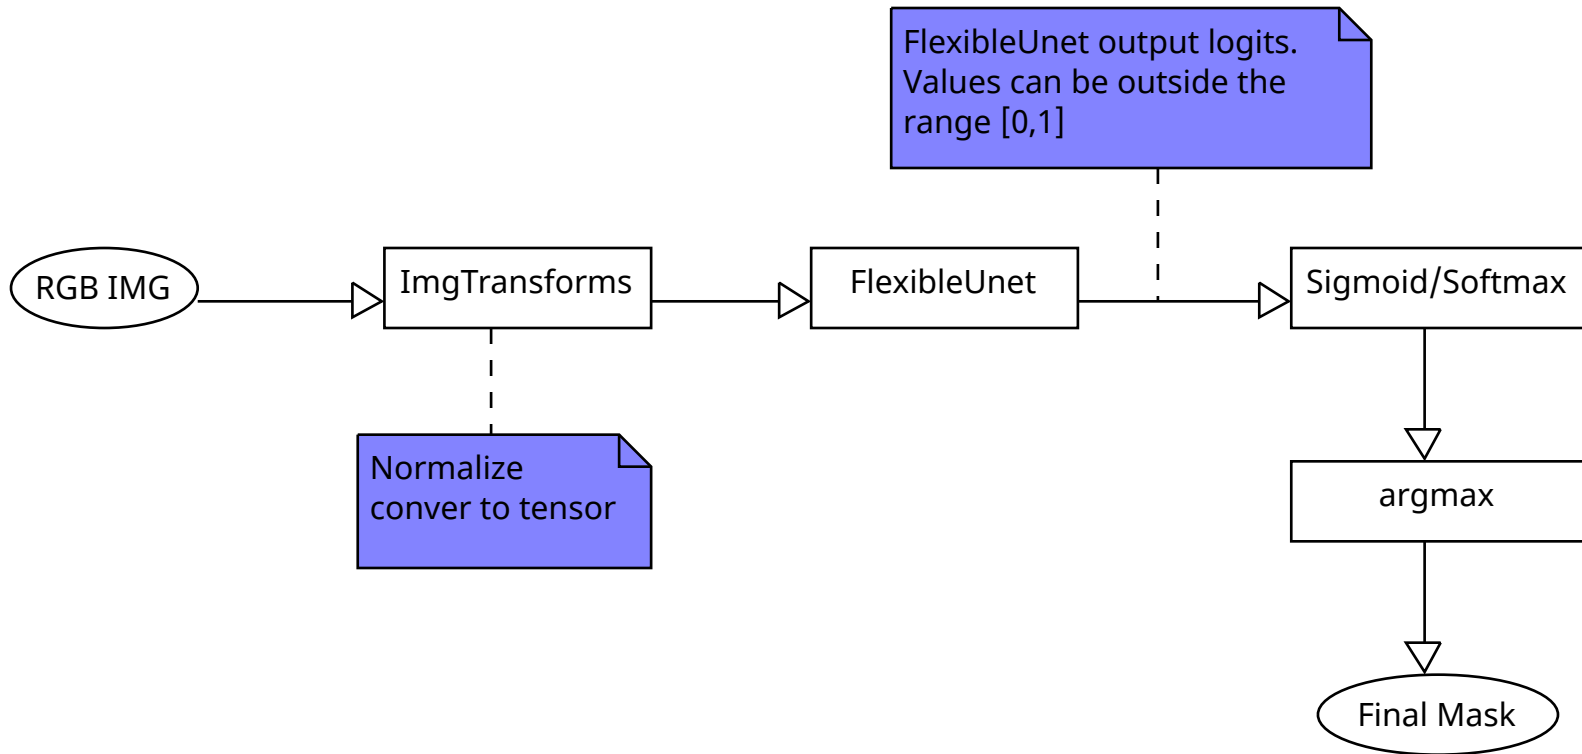 FlexibleUnet output logits.
Values can be outside the
range [0,1]
RGB IMG
ImgTransforms
FlexibleUnet
Sigmoid/Softmax
Normalize
conver to tensor
argmax
Final Mask